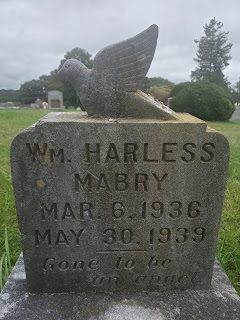 WM. HARLESS
MABRY
MAR. 6, 1936
MAY 30, 1939
Gone to be
an angel